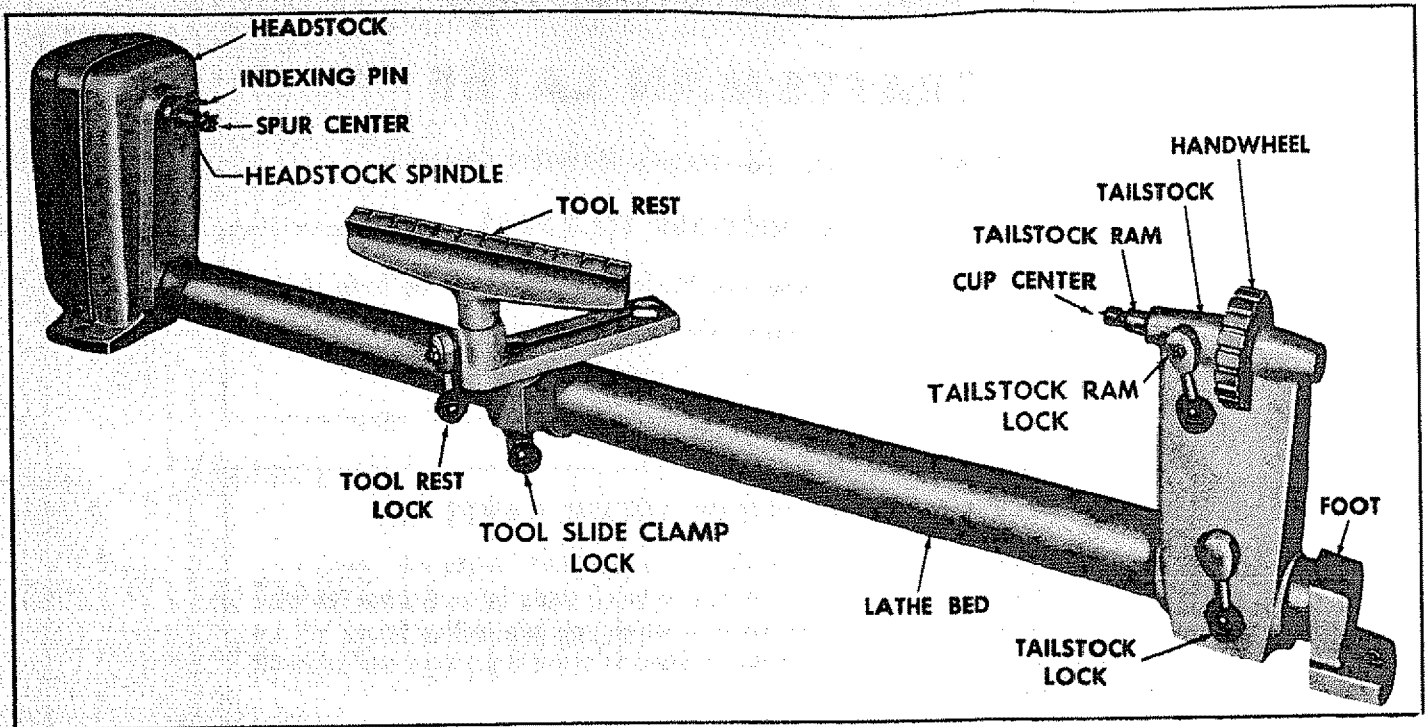 HEADSTOCK
INDEXING PIN
SPUR CENTER
HEADSTOCK SPINDLE
TOOL REST
HANDWHEEL
TAILSTOCK
TAILSTOCK RAM
CUP CENTER
TAILSTOCK RAM
LOCK
TOOL REST
LOCK
TOOL SLIDE CLAMP
LOCK
FOOT
LATHE BED
TAILSTOCK
LOCK